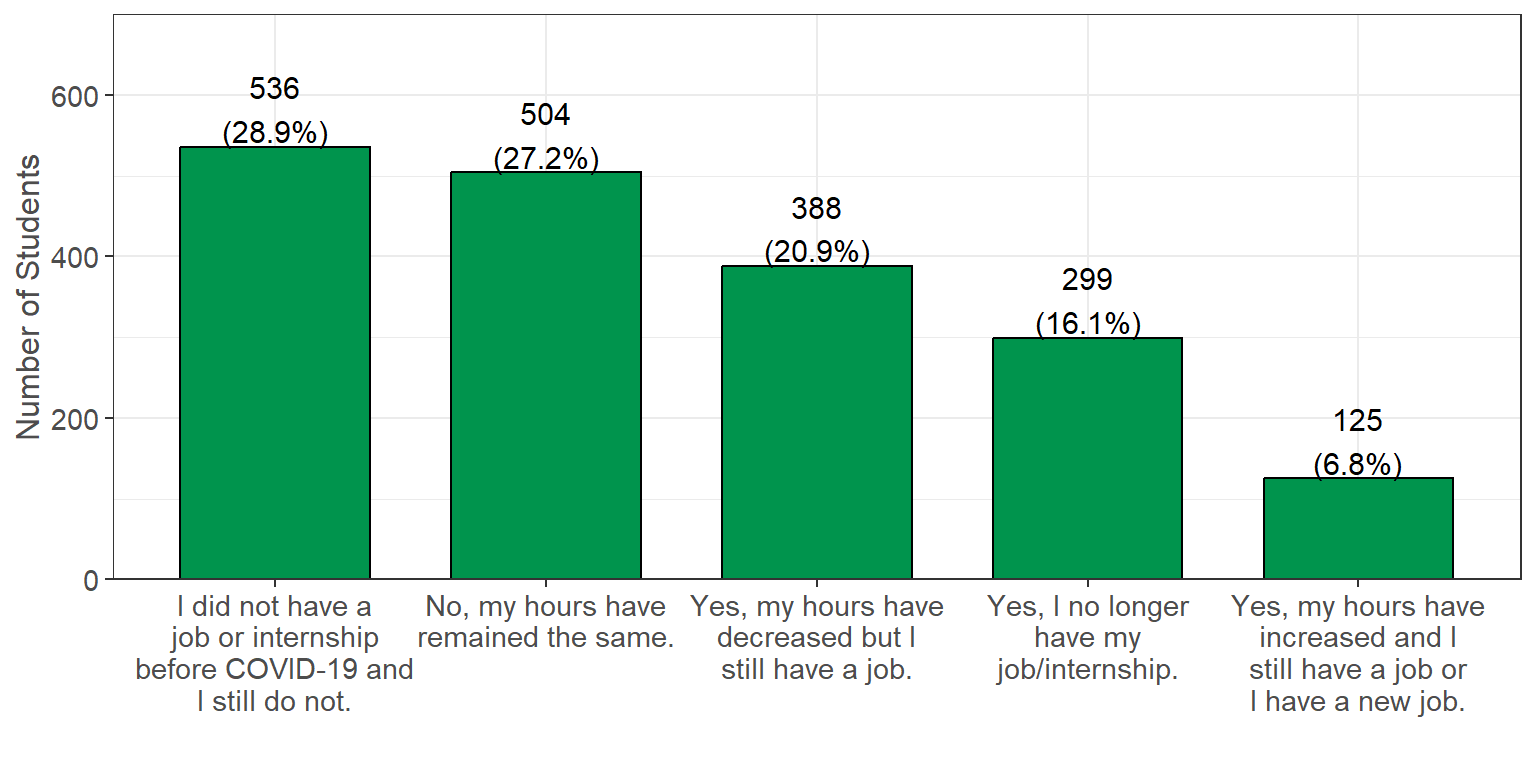 Number of Students
600
400
200
0
536
(28.9%)
504
(27.2%)
388
(20.9%)
299
(16.1%)
125
(6.8%)
I did not have a
job or internship
before COVID-19 and
I still do not.
No, my hours have
remained the same.
Yes, my hours have
decreased but I
still have a job.
Yes, I no longer
have my
job/internship.
Yes, my hours have
increased and I
still have a job or
I have a new job.